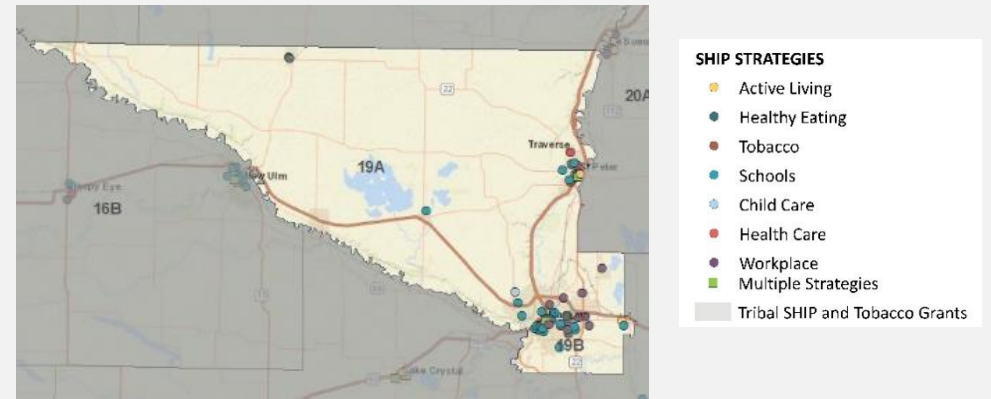 22
20A
Traverse
Peter
19A
Ulm
16B
15
19B
22
Lake Crystal
SHIP STRATEGIES
Active Living
Healthy Eating
Tobacco
Schools
Child Care
Health Care
Workplace
Multiple Strategies
Tribal SHIP and Tobacco Grants